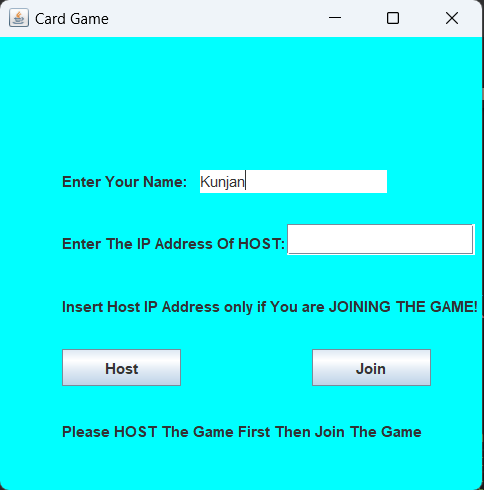 Card Game
Enter Your Name: Kunjan
Enter The IP Address Of HOST:
Insert Host IP Address only if You are JOINING THE GAME!
Host Join
Please HOST The Game First Then Join The Game